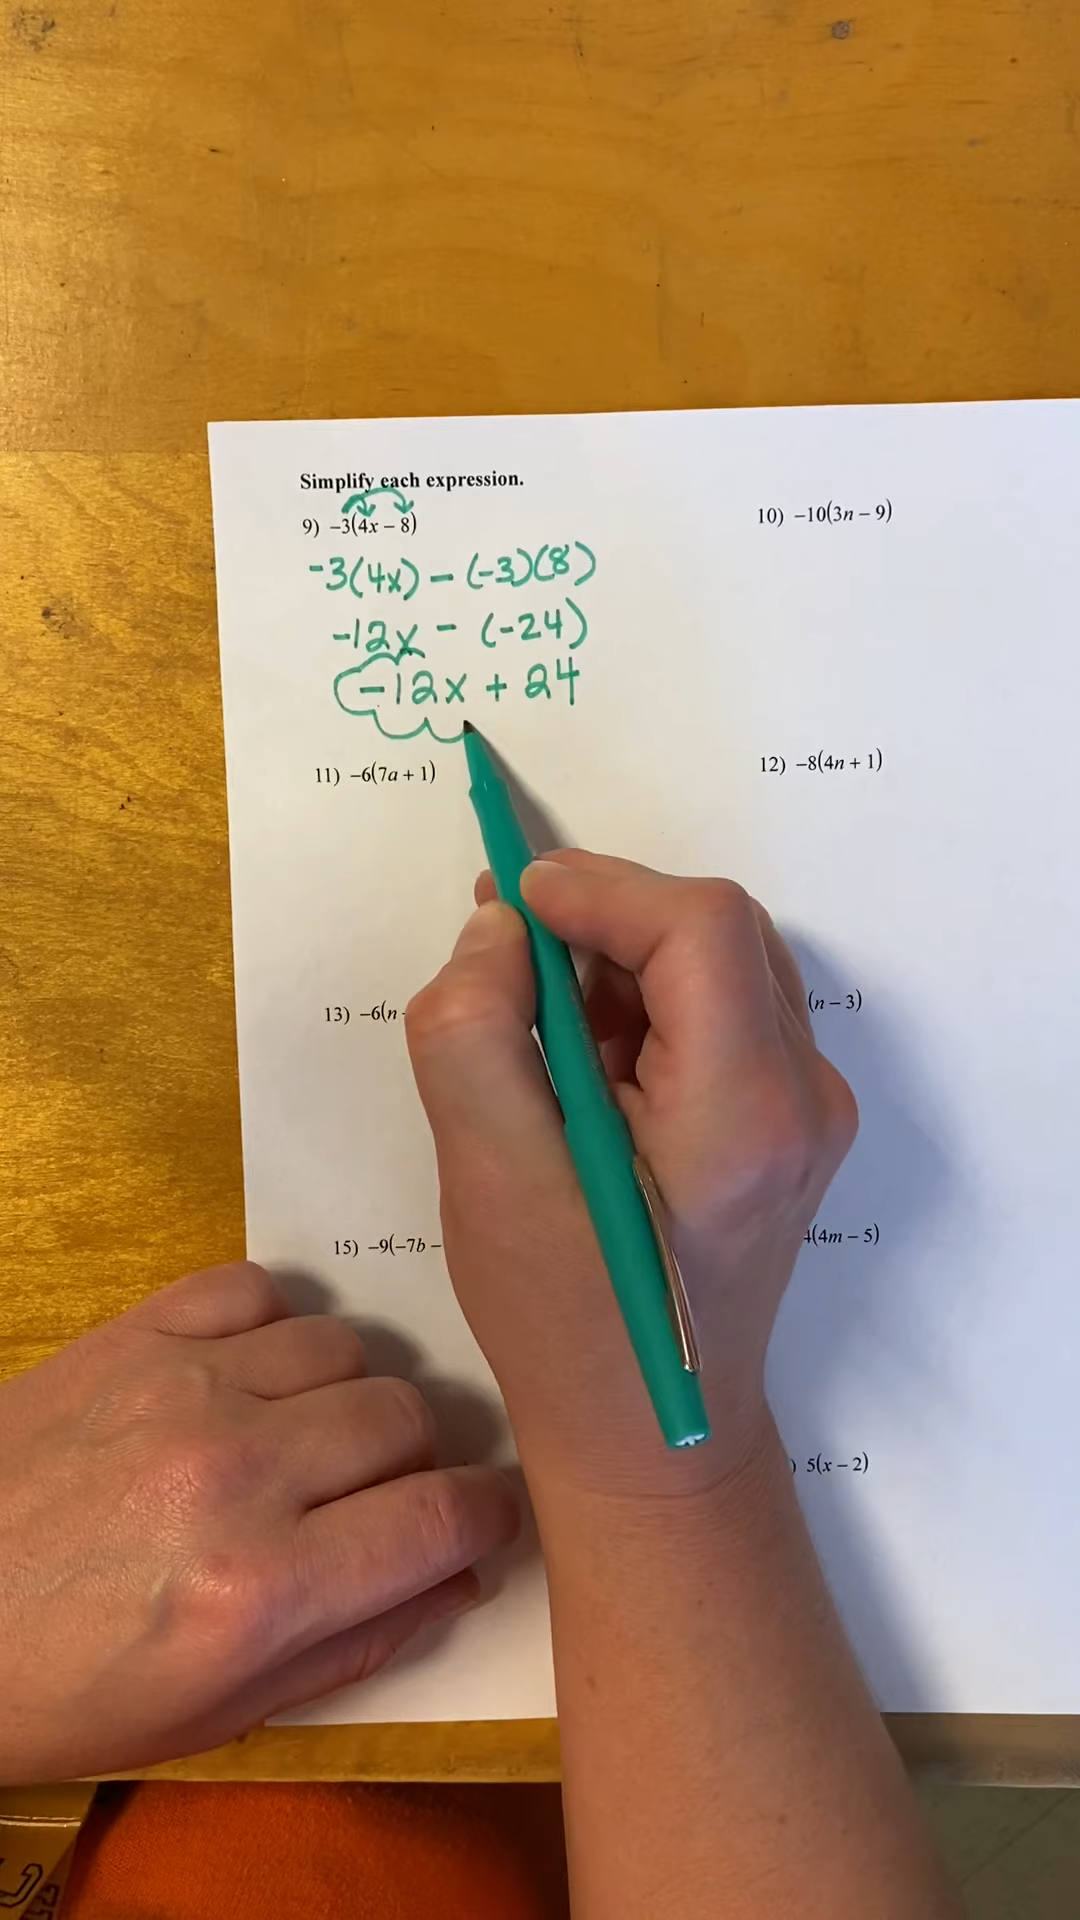 Simplify each expression.
9) −3(4x − 8)
-3(4x) - (-3)(8)
-12x - (-24)
-12x + 24
10) −10(3n − 9)
11) −6(7a + 1)
12) −8(4n + 1)
13) −6(n
(n − 3)
15) −9(−7b −
4(4m − 5)
) 5(x − 2)